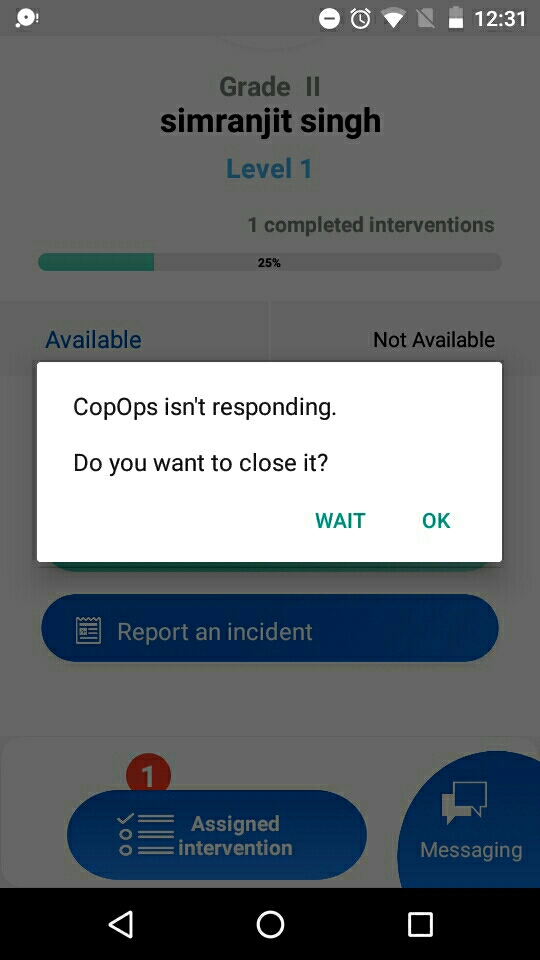 12:31
Grade II
simranjit singh
Level 1
1 completed interventions
25%
Available
Not Available
CopOps isn't responding.
Do you want to close it?
WAIT
OK
Report an incident
1
Assigned
intervention
Messaging